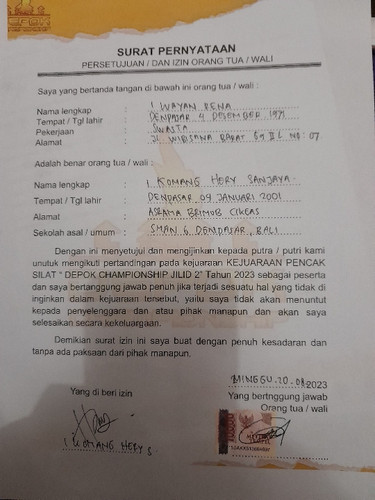 SURAT PERNYATAAN
PERSETUJUAN / DAN IZIN ORANG TUA / WALI
Saya yang bertanda tangan di bawah ini orang tua / wali :
Nama lengkap : I WAYAN RENA
Tempat / Tgl lahir : DENPASAR 4 DESEMBER 1971
Pekerjaan : SWASTA
Alamat : JL WIBISANA BARAT NO: 07
Adalah benar orang tua / wali :
Nama lengkap : I KOMANG HERY SANJAYA
Tempat / Tgl lahir : DENPASAR 09 JANUARI 2001
Alamat : ASRAMA BRIMOB CIKEAS
Sekolah asal / umum : SMAN 6 DENPASAR, BALI
Dengan ini menyetujui dan mengijinkan kepada putra / putri kami
untuk mengikuti pertandingan pada kejuaraan KEJUARAAN PENCAK
SILAT " DEPOK CHAMPIONSHIP JILID 2" Tahun 2023 sebagai peserta
dan saya bertanggung jawab penuh jika terjadi sesuatu hal yang tidak di
inginkan dalam kejuaraan tersebut, yaitu saya tidak akan menuntut
kepada penyelenggara dan atau pihak manapun dan akan saya
selesaikan secara kekeluargaan.
Demikian surat izin ini saya buat dengan penuh kesadaran dan
tanpa ada paksaan dari pihak manapun.
MINGGU.20.08.2023
Yang di beri izin
Yang bertnggung jawab
Orang tua / wali
I KOMANG HERY S